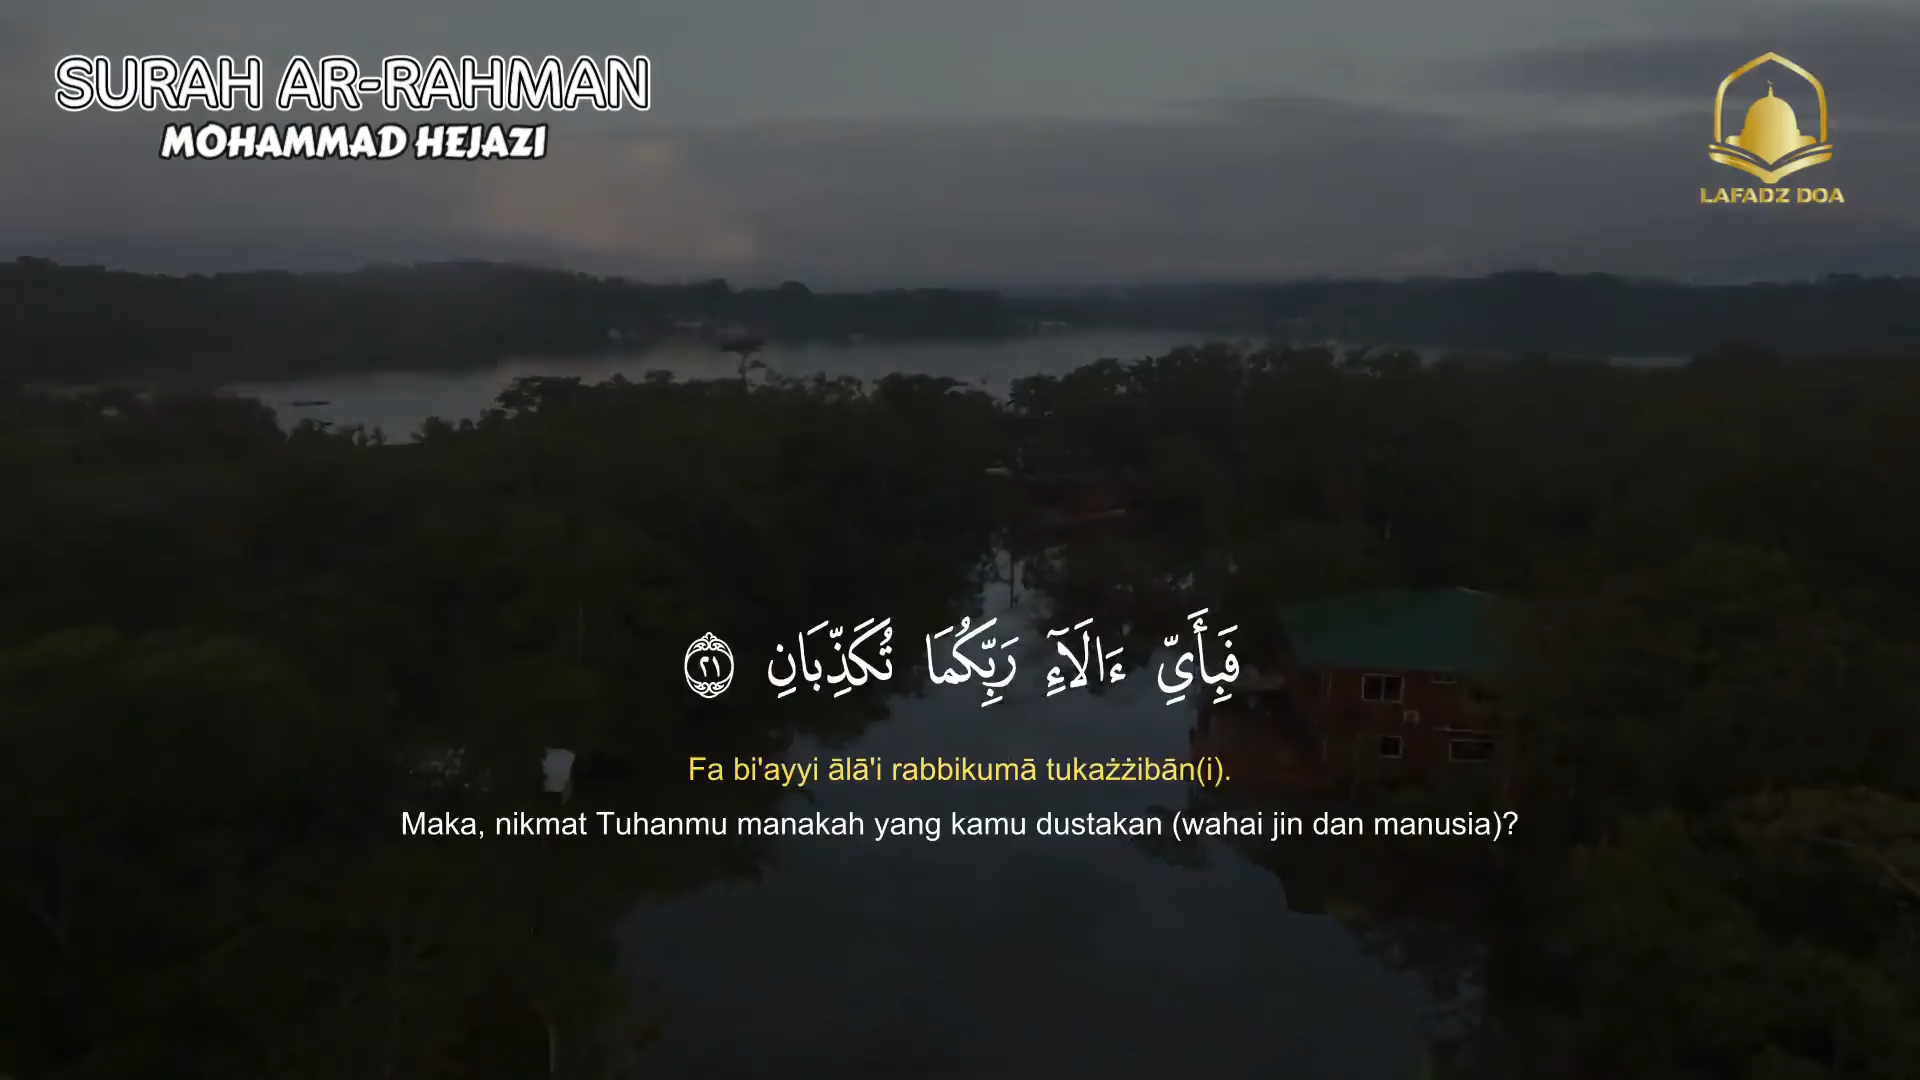 SURAH AR-RAHMAN
MOHAMMAD HEJAZI
LAFADZ DOA
فَبِأَيِّ ءَالَآءِ رَبِّكُمَا تُكَذِّبَانِ ٢١
Fa bi'ayyi ālā'i rabbikumā tukażżibān(i).
Maka, nikmat Tuhanmu manakah yang kamu dustakan (wahai jin dan manusia)?